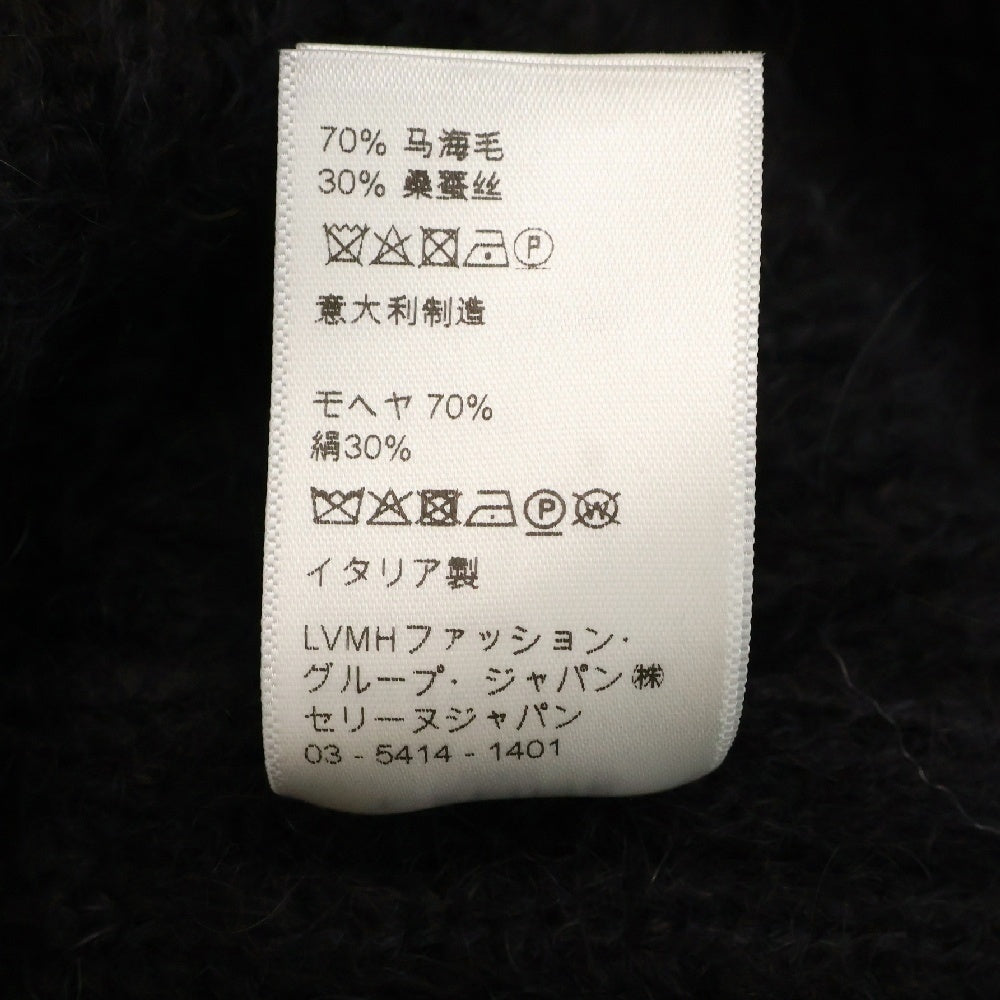 70% 马海毛
30% 桑蚕丝
P
意大利制造
モヘヤ 70%
絹30%
P W
イタリア製
LVMHファッション・
グループ・ジャパン㈱
セリーヌジャパン
03 - 5414 - 1401